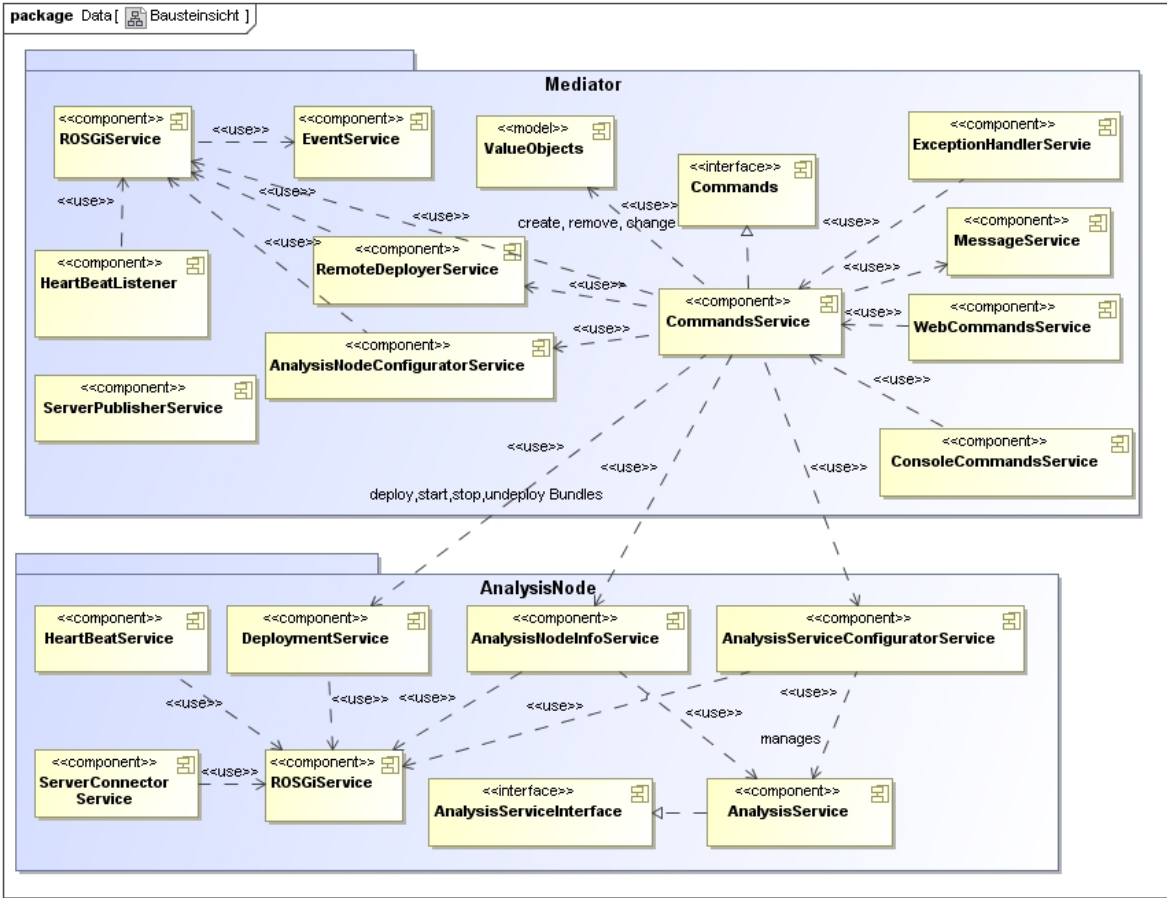 package Data[ Bausteinsicht ]
Mediator
<<component>>
ROSGiService
<<use>>
<<component>>
EventService
<<model>>
ValueObjects
<<interface>>
Commands
<<component>>
ExceptionHandlerServie
<<use>>
<<use>>
<<use>>
<<use>>
create, remove, change
<<use>>
<<component>>
MessageService
<<use>>
<<component>>
HeartBeatListener
<<use>>
<<component>>
RemoteDeployerService
<<use>>
<<component>>
CommandsService
<<use>>
<<component>>
WebCommandsService
<<use>>
<<component>>
AnalysisNodeConfiguratorService
<<component>>
ServerPublisherService
<<use>>
<<component>>
ConsoleCommandsService
<<use>>
<<use>>
<<use>>
deploy,start,stop,undeploy Bundles
AnalysisNode
<<component>>
HeartBeatService
<<component>>
DeploymentService
<<component>>
AnalysisNodeInfoService
<<component>>
AnalysisServiceConfiguratorService
<<use>>
<<use>>
<<use>>
<<use>>
<<use>>
<<use>>
manages
<<component>>
ServerConnector
Service
<<use>>
<<component>>
ROSGiService
<<interface>>
AnalysisServiceInterface
<<component>>
AnalysisService